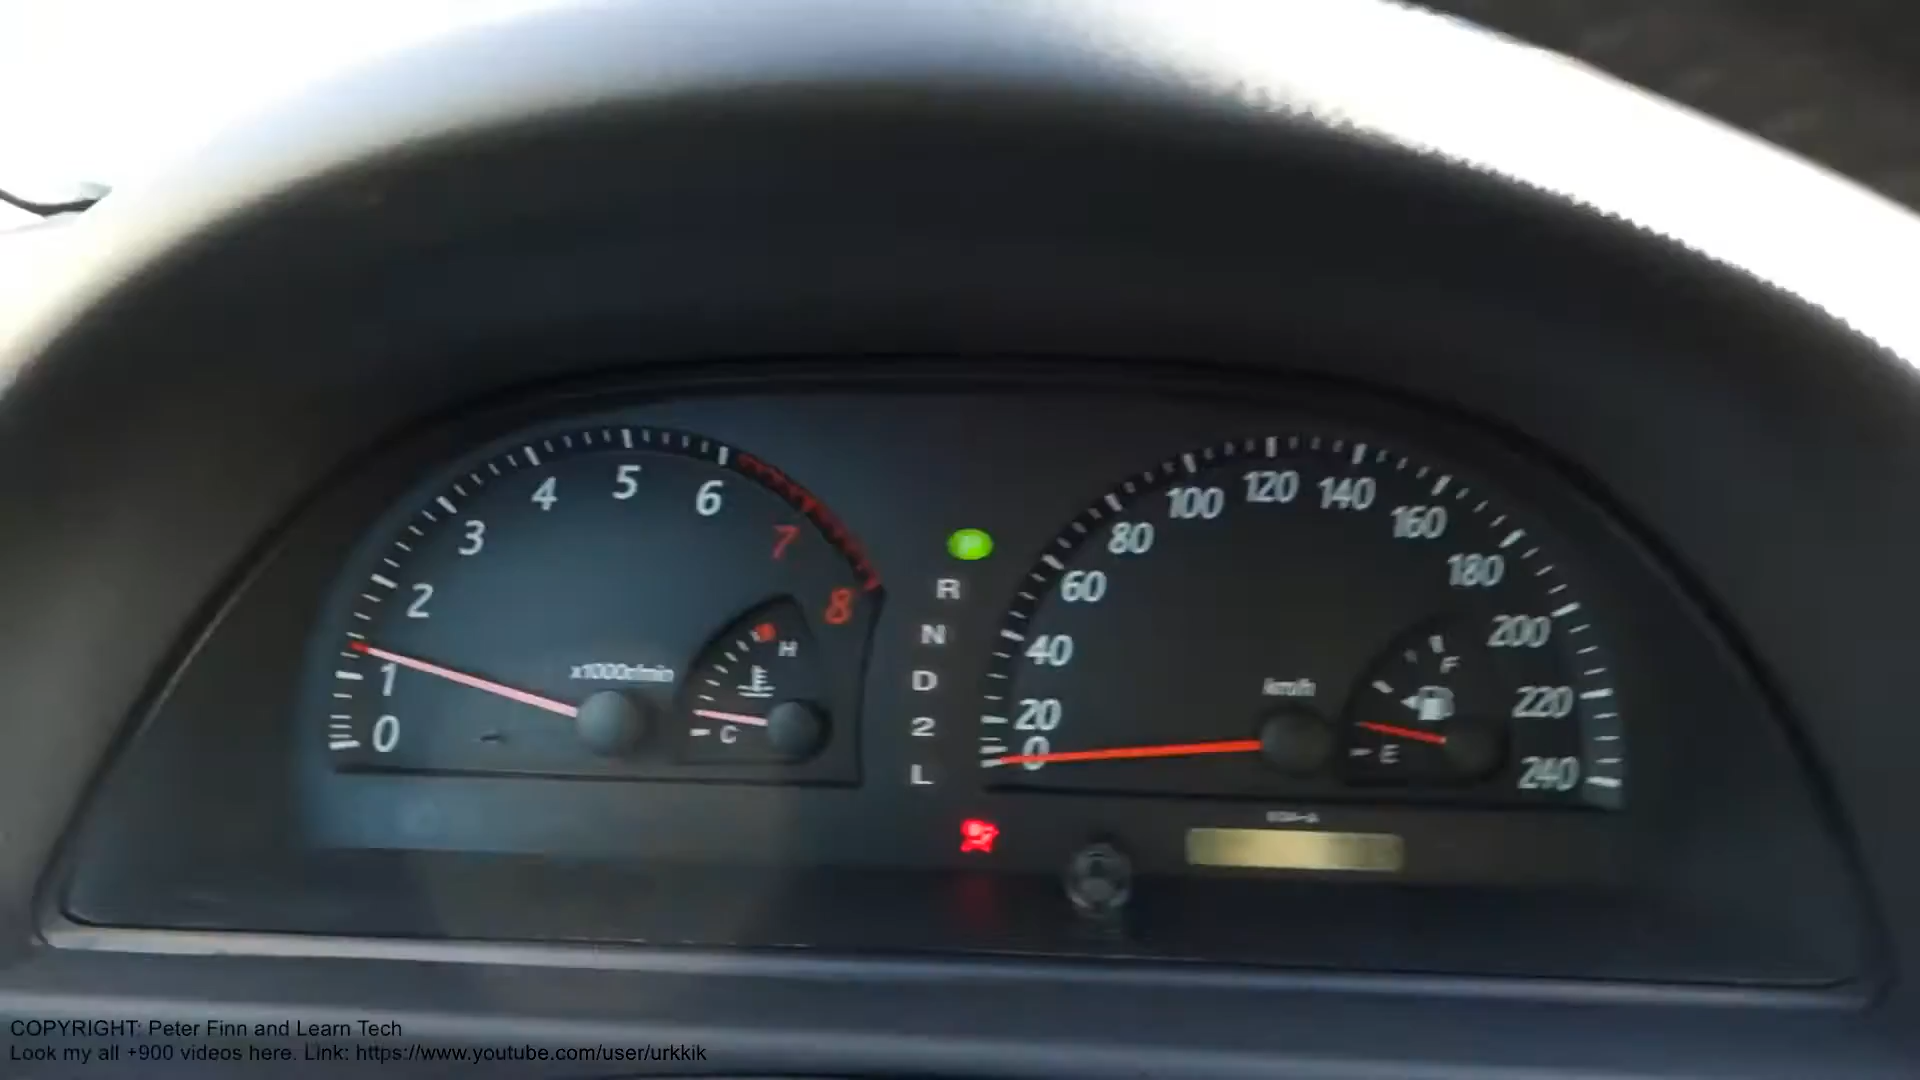 0
1
2
3
4
5
6
7
8
x1000r/min
H
C
R
N
D
2
L
0
20
40
60
80
100
120
140
160
180
200
220
240
km/h
F
E
COPYRIGHT: Peter Finn and Learn Tech
Look my all +900 videos here. Link: https://www.youtube.com/user/urkkik